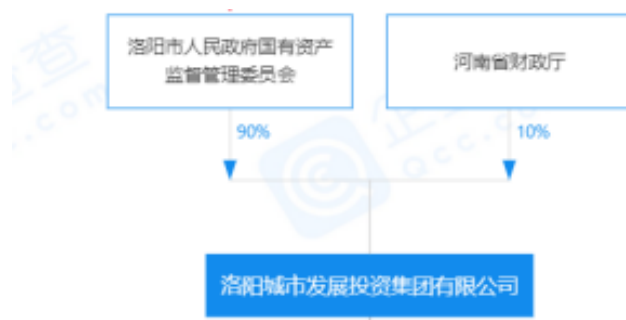 洛阳市人民政府国有资产
监督管理委员会
河南省财政厅
90%
10%
洛阳城市发展投资集团有限公司